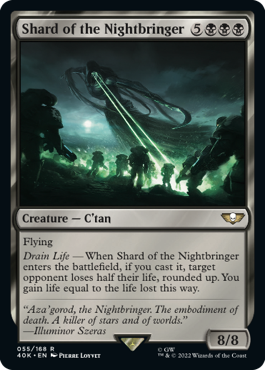 Shard of the Nightbringer 5
Creature — C'tan
Flying
Drain Life — When Shard of the Nightbringer
enters the battlefield, if you cast it, target
opponent loses half their life, rounded up. You
gain life equal to the life lost this way.
"Aza'gorod, the Nightbringer. The embodiment of
death. A killer of stars and of worlds."
—Illuminor Szeras
8/8
055/168 R
40K • EN Pierre Loyvet
© GW
™ & © 2022 Wizards of the Coast